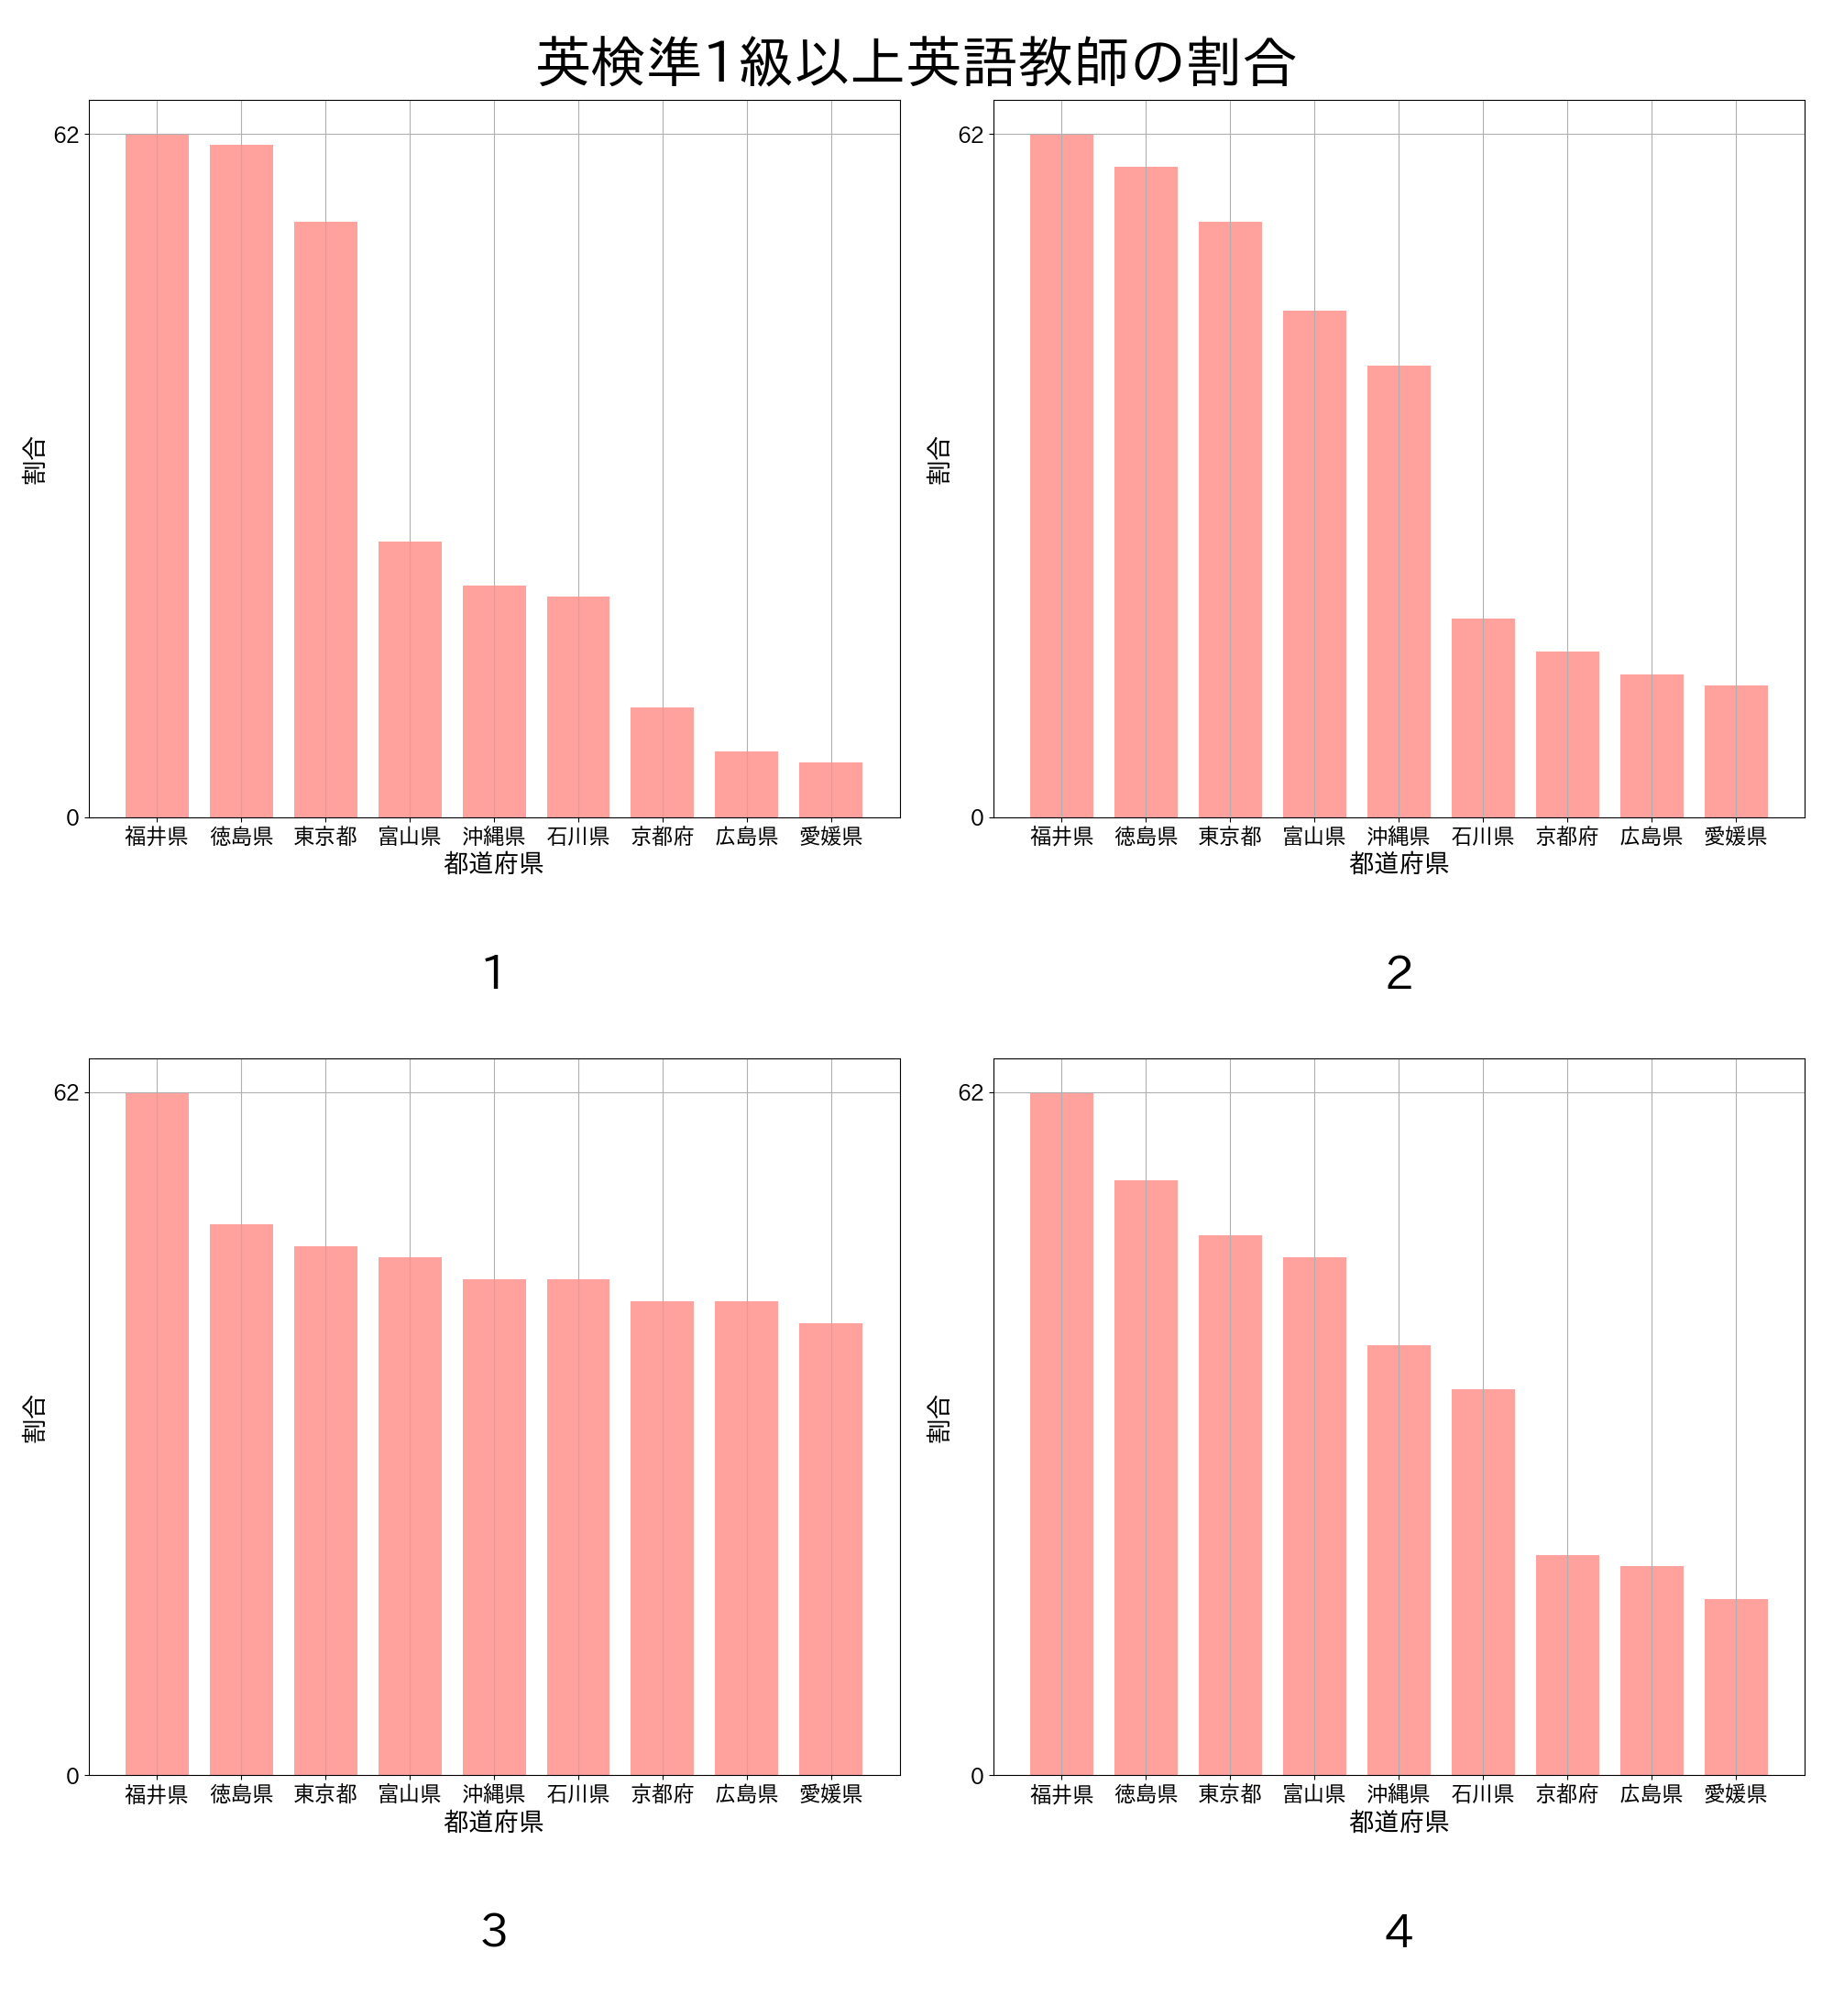 英検準1級以上英語教師の割合
62
割合
0
福井県 徳島県 東京都 富山県 沖縄県 石川県 京都府 広島県 愛媛県
都道府県
1
62
割合
0
福井県 徳島県 東京都 富山県 沖縄県 石川県 京都府 広島県 愛媛県
都道府県
2
62
割合
0
福井県 徳島県 東京都 富山県 沖縄県 石川県 京都府 広島県 愛媛県
都道府県
3
62
割合
0
福井県 徳島県 東京都 富山県 沖縄県 石川県 京都府 広島県 愛媛県
都道府県
4